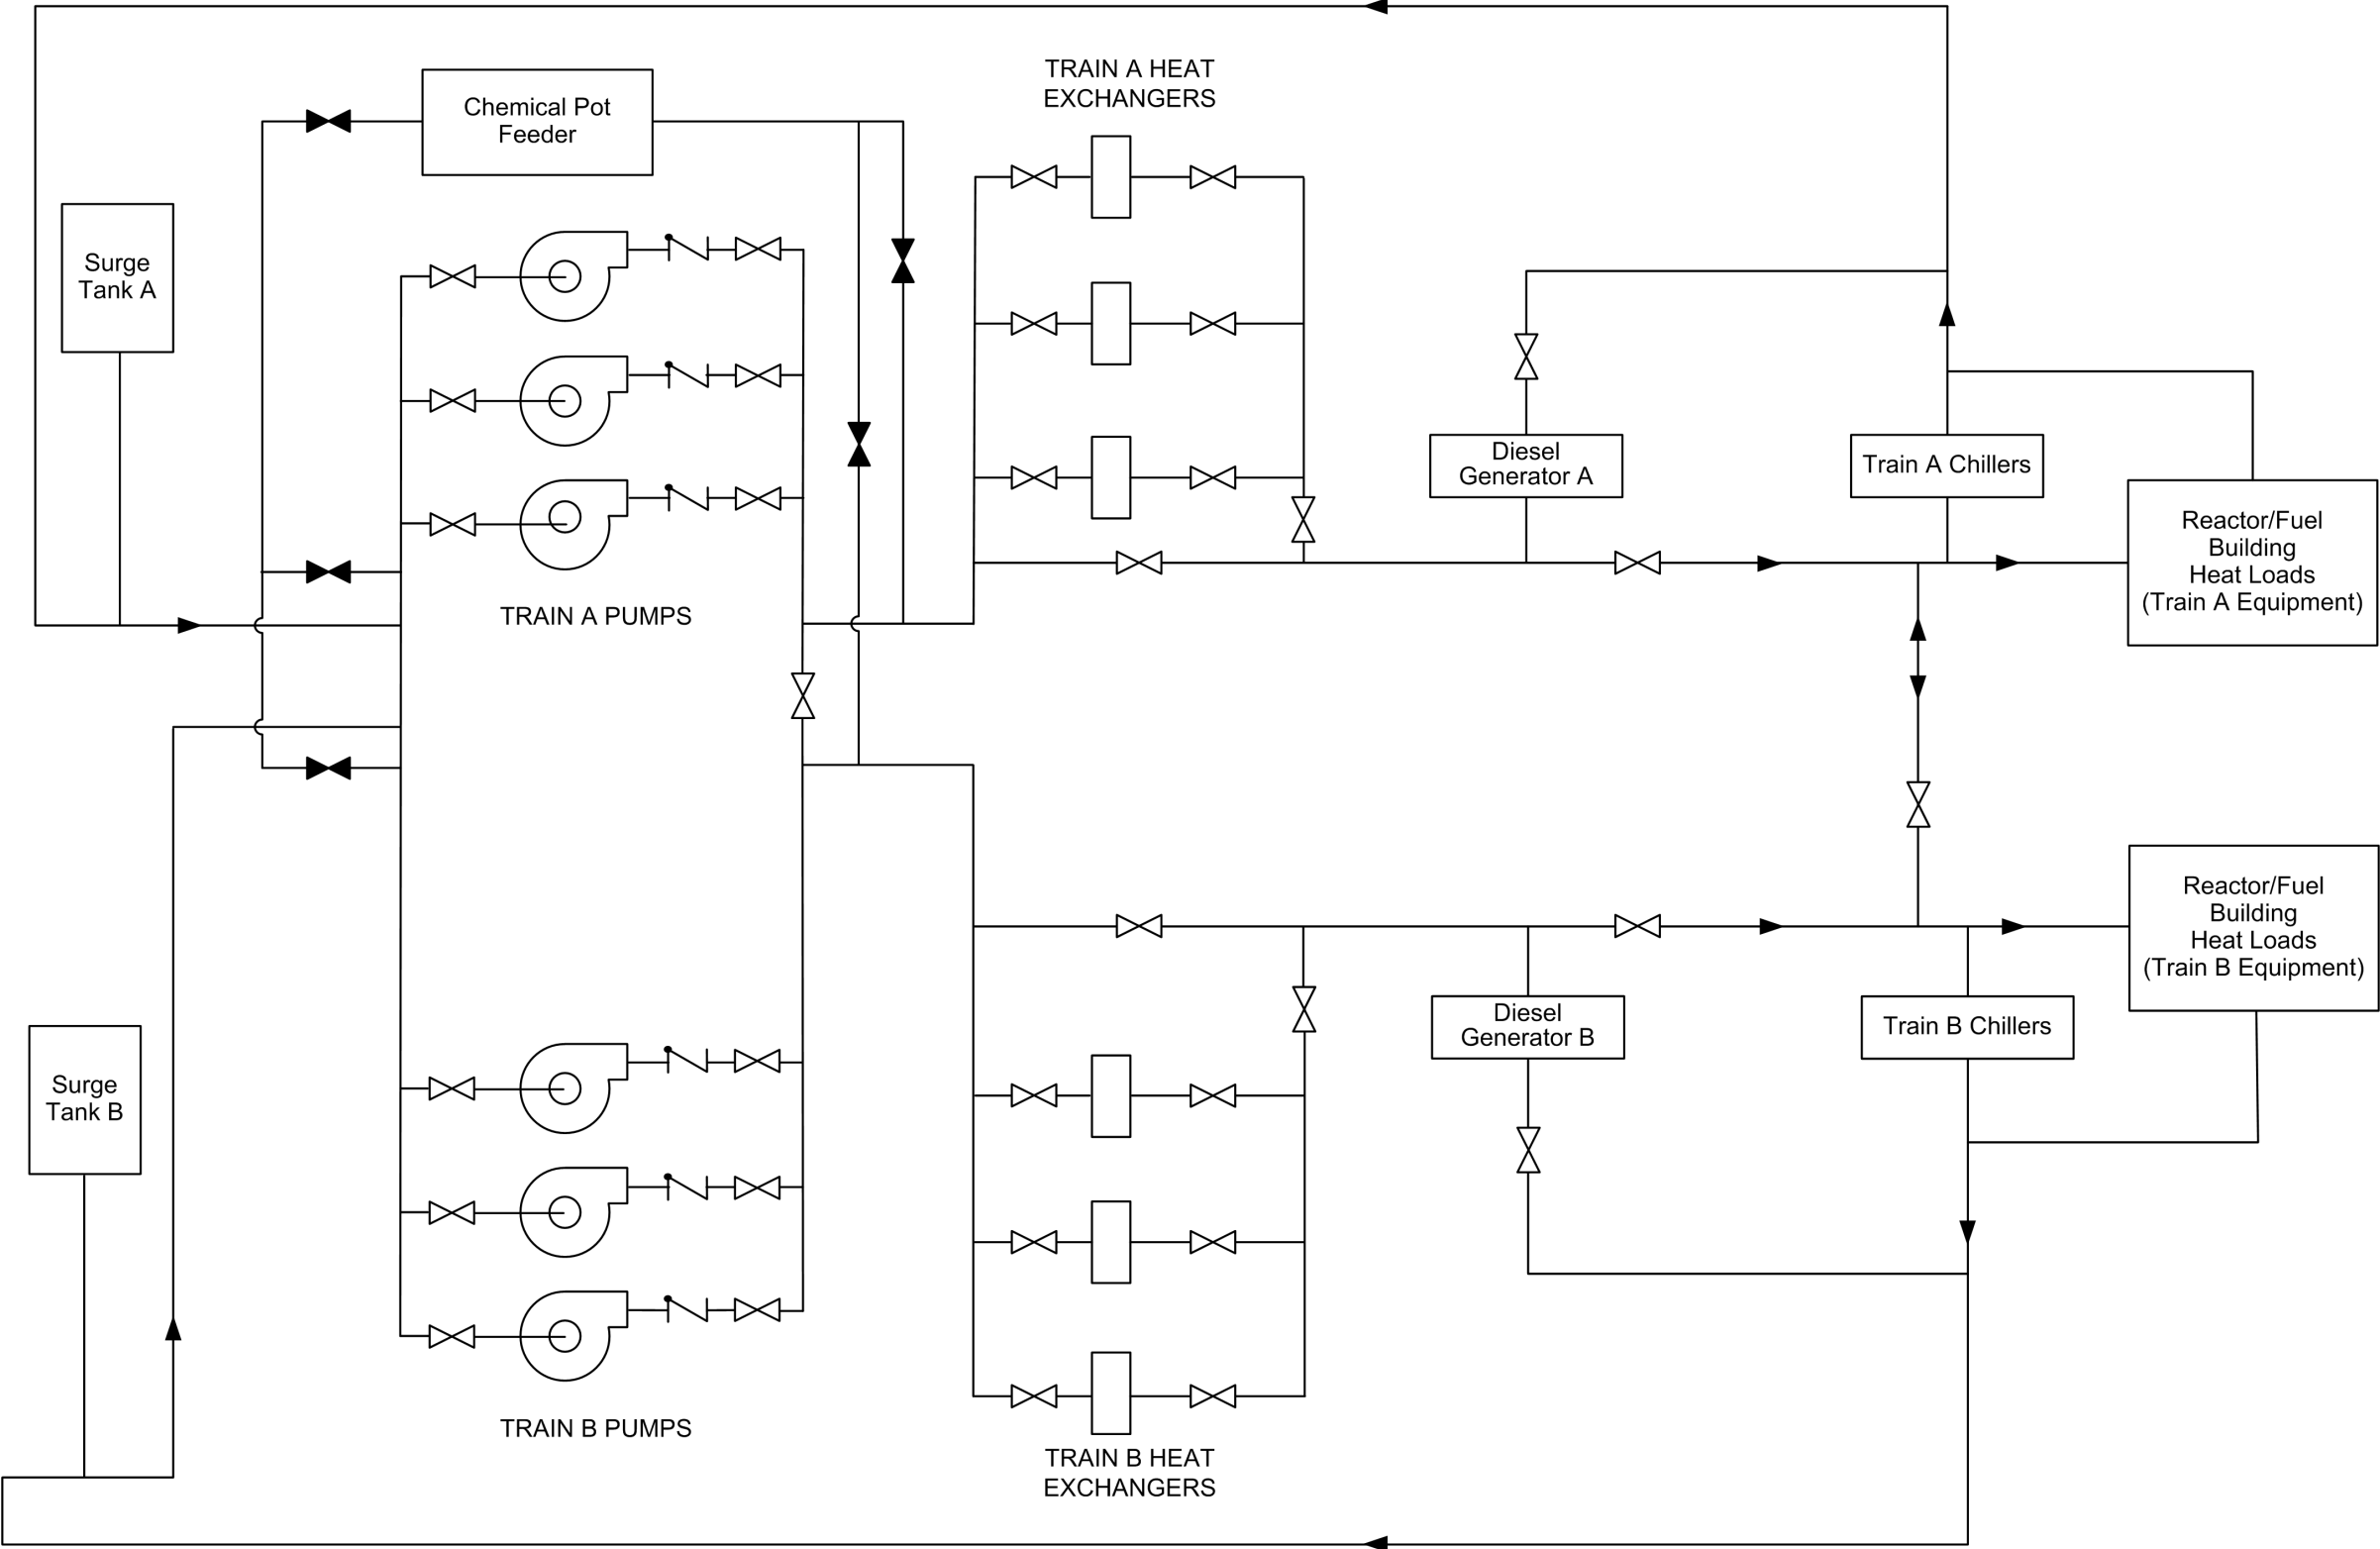 TRAIN A HEAT
EXCHANGERS
Chemical Pot
Feeder
Surge
Tank A
Diesel
Generator A
Train A Chillers
Reactor/Fuel
Building
Heat Loads
(Train A Equipment)
TRAIN A PUMPS
Reactor/Fuel
Building
Heat Loads
(Train B Equipment)
Diesel
Generator B
Train B Chillers
Surge
Tank B
TRAIN B PUMPS
TRAIN B HEAT
EXCHANGERS